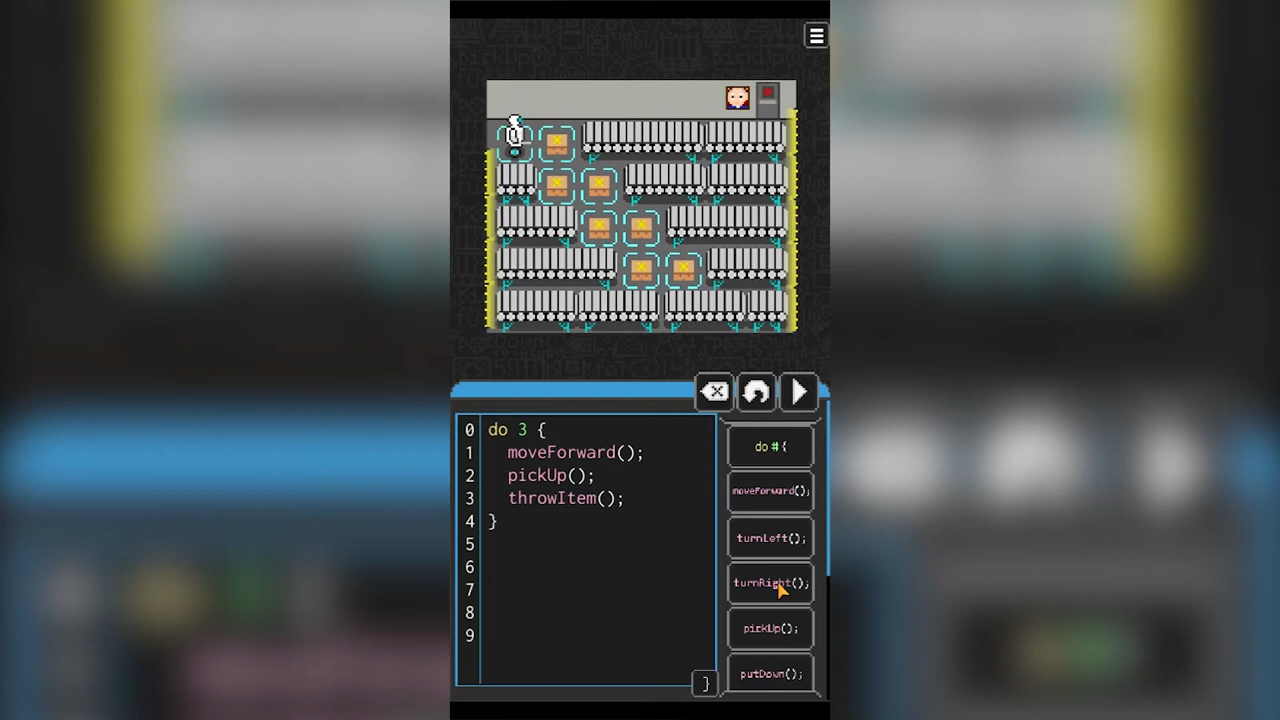 0 do 3 {
1 moveForward();
2 pickUp();
3 throwItem();
4 }
5
6
7
8
9
}
do # {
moveForward();
turnLeft();
turnRight();
pickUp();
putDown();